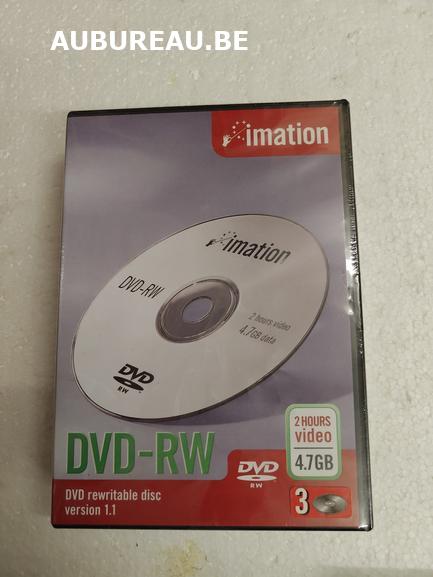 AUBUREAU.BE
imation
imation
DVD-RW
2 hours video
4.7GB data
DVD
RW
DVD-RW
DVD rewritable disc
version 1.1
DVD
RW
2 HOURS
video
4.7GB
3